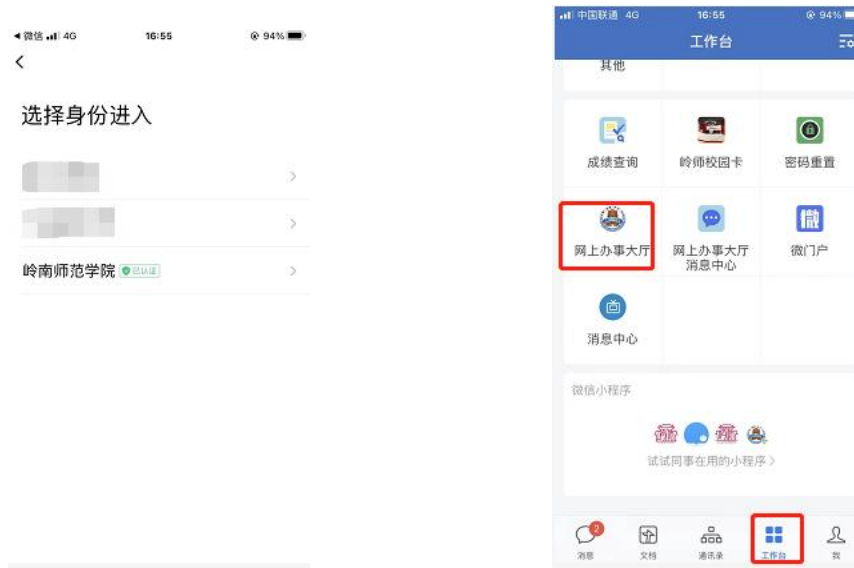 微信 4G 16:55 94%
选择身份进入
岭南师范学院 已认证
中国联通 4G 16:55 94%
工作台
其他
成绩查询 岭师校园卡 密码重置
网上办事大厅 网上办事大厅 微门户
消息中心
微
消息中心
微信小程序
试试同事在用的小程序
2
消息 文档 通讯录 工作台 我